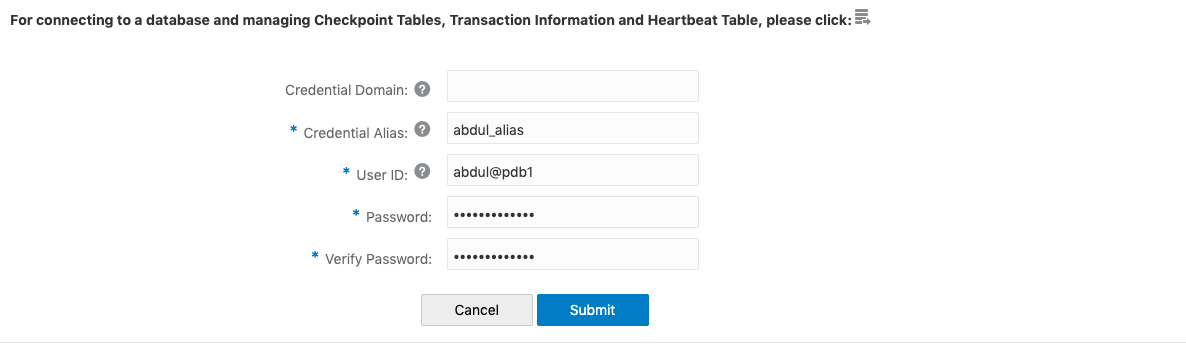 For connecting to a database and managing Checkpoint Tables, Transaction Information and Heartbeat Table, please click:
Credential Domain: ?
* Credential Alias: ? abdul_alias
* User ID: ? abdul@pdb1
* Password: •••••••••••••
* Verify Password: •••••••••••••
Cancel Submit